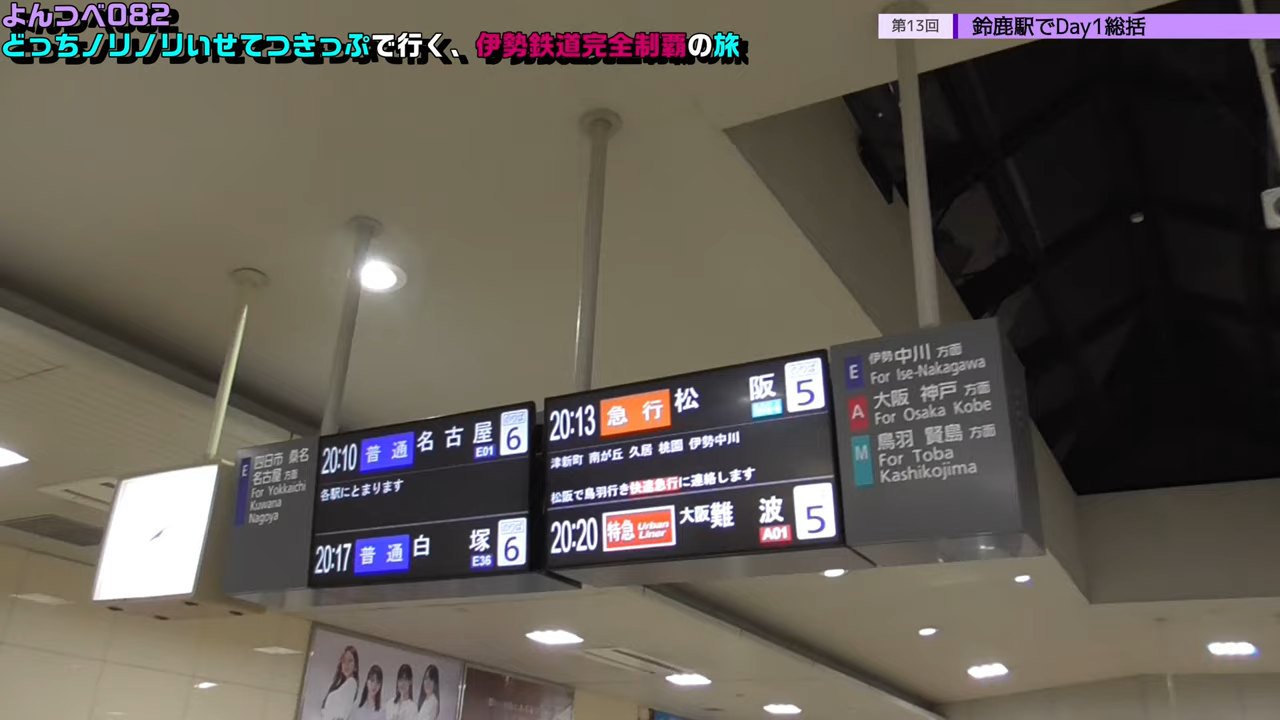 よんつべ082
どっちノリノリいせてつきっぷで行く、伊勢鉄道完全制覇の旅
第13回 鈴鹿駅でDay1総括
E 四日市 桑名
名古屋 方面
For Yokkaichi
Kuwana
Nagoya
20:10 普通 名古屋 E01 6
各駅にとまります
20:17 普通 白塚 E36 6
20:13 急行 松阪 5
津新町 南が丘 久居 桃園 伊勢中川
松阪で鳥羽行き快速急行に連絡します
20:20 特急 Urban Liner 大阪難波 A01 5
E 伊勢中川 方面
For Ise-Nakagawa
A 大阪 神戸 方面
For Osaka Kobe
M 鳥羽 賢島 方面
For Toba
Kashikojima